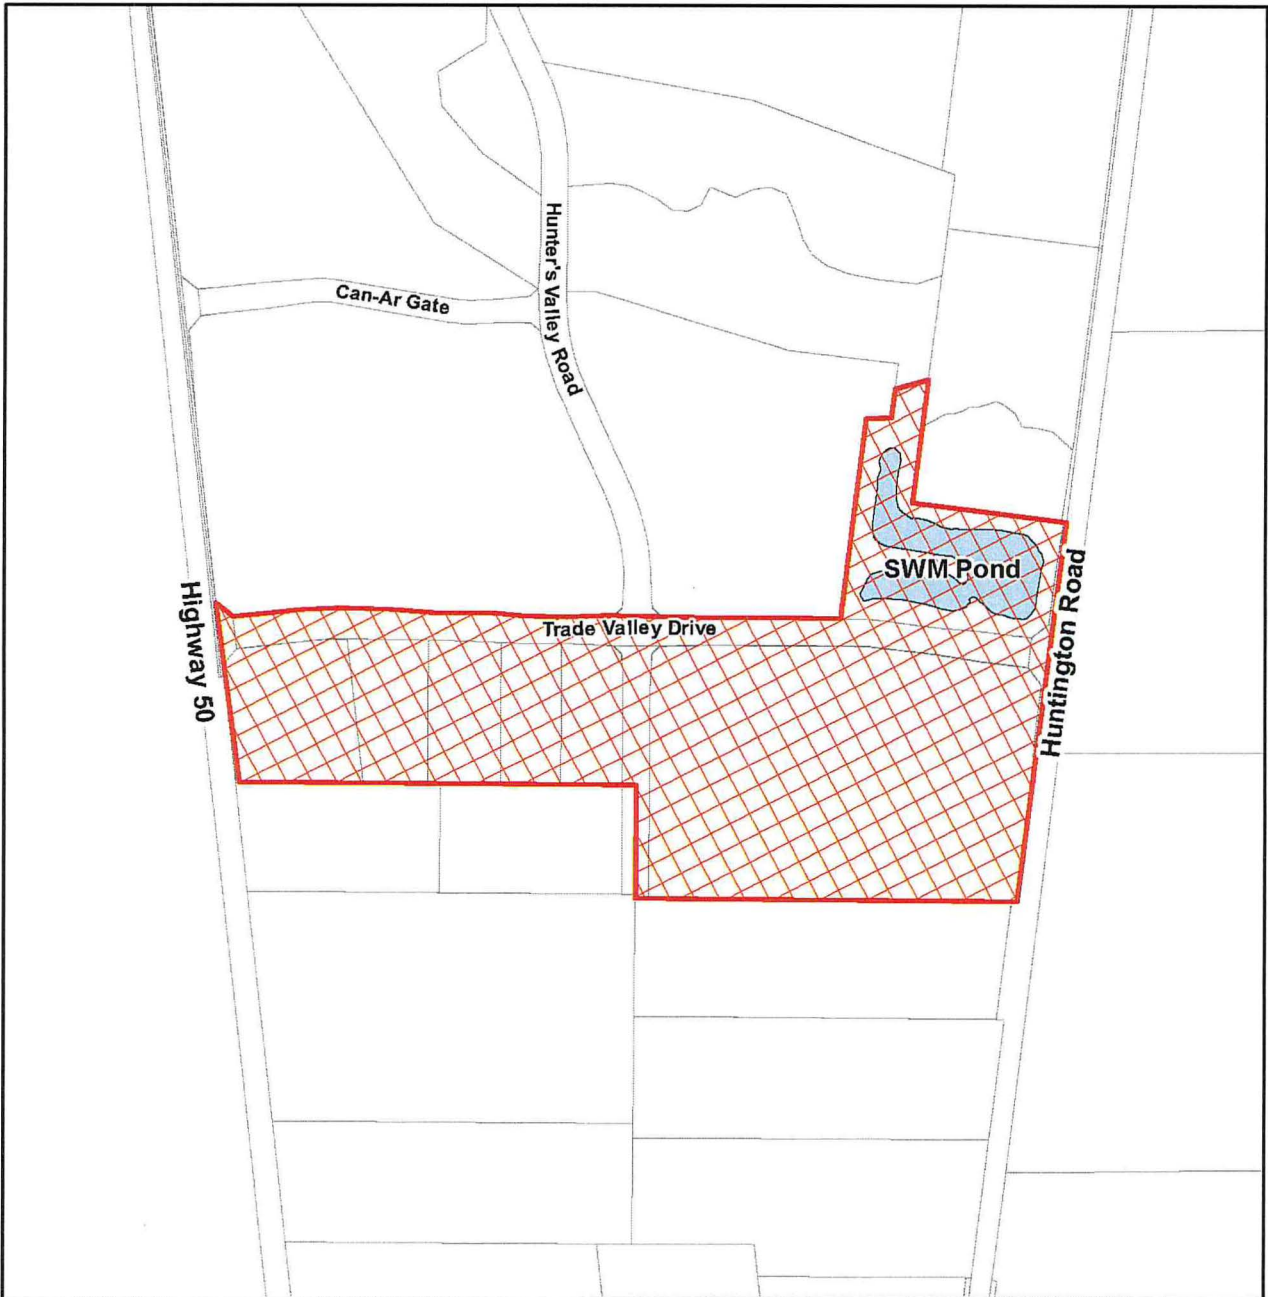 Hunter's Valley Road
Can-Ar Gate
SWM Pond
Highway 50
Trade Valley Drive
Huntington Road